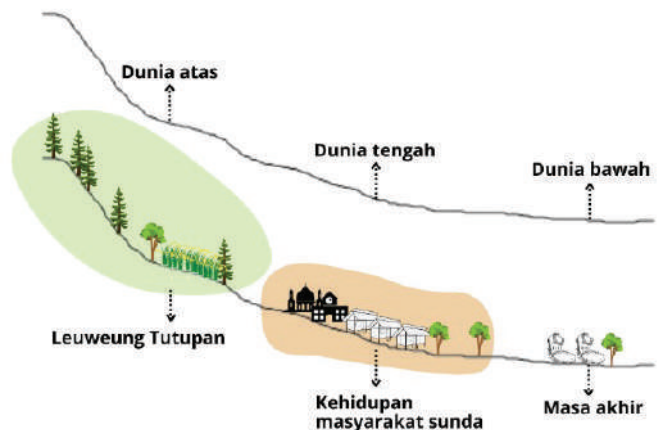 Dunia atas
Dunia tengah
Dunia bawah
Leuweung Tutupan
Kehidupan
masyarakat sunda
Masa akhir